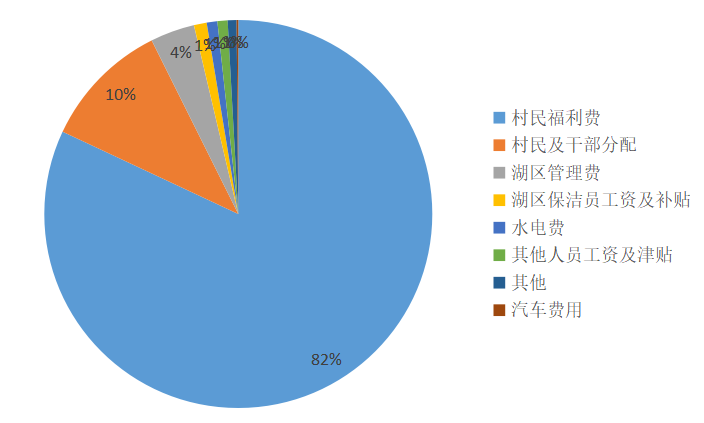 4%
1%
10%
82%
村民福利费
村民及干部分配
湖区管理费
湖区保洁员工资及补贴
水电费
其他人员工资及津贴
其他
汽车费用